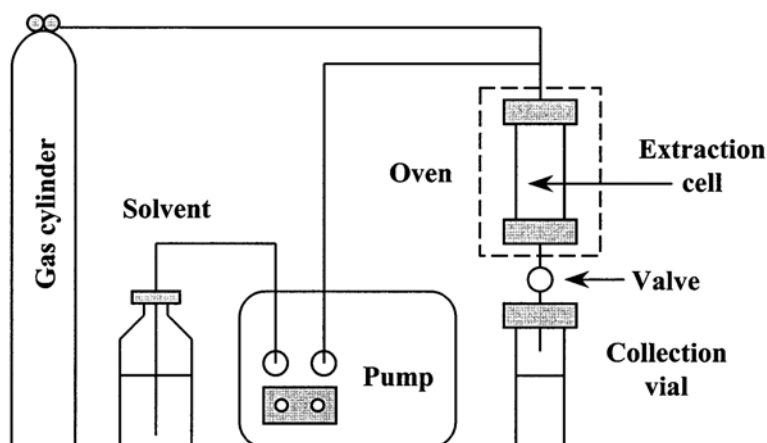 Gas cylinder
Solvent
Pump
Oven
Extraction
cell
Valve
Collection
vial